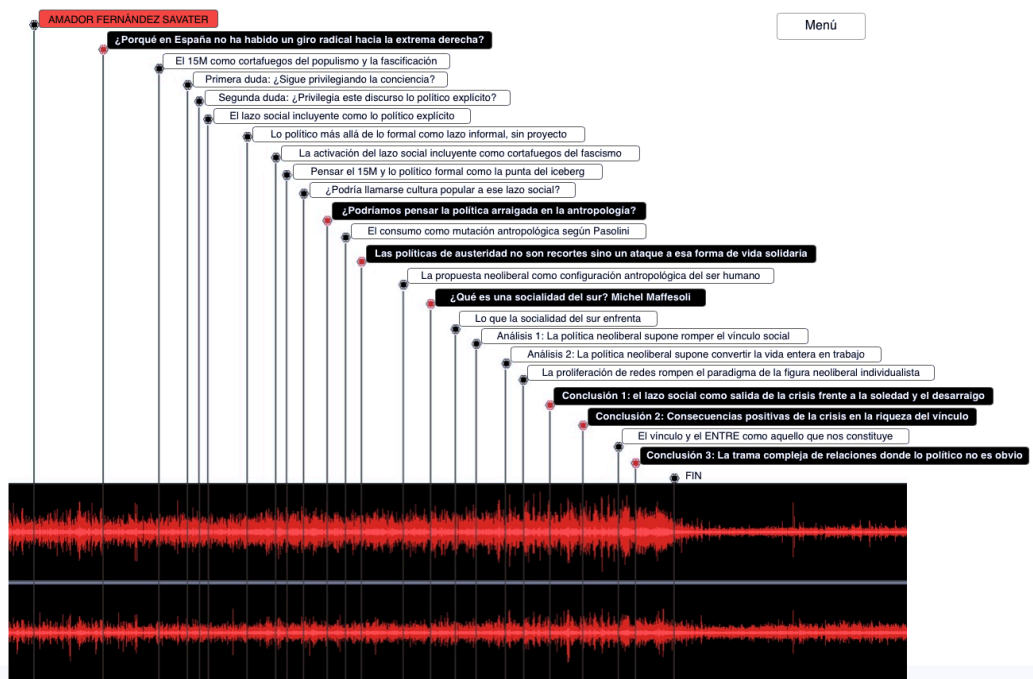 AMADOR FERNÁNDEZ SAVATER
Menú
¿Porqué en España no ha habido un giro radical hacia la extrema derecha?
El 15M como cortafuegos del populismo y la fascificación
Primera duda: ¿Sigue privilegiando la conciencia?
Segunda duda: ¿Privilegia este discurso lo político explícito?
El lazo social incluyente como lo político explícito
Lo político más allá de lo formal como lazo informal, sin proyecto
La activación del lazo social incluyente como cortafuegos del fascismo
Pensar el 15M y lo político formal como la punta del iceberg
¿Podría llamarse cultura popular a ese lazo social?
¿Podríamos pensar la política arraigada en la antropología?
El consumo como mutación antropológica según Pasolini
Las políticas de austeridad no son recortes sino un ataque a esa forma de vida solidaria
La propuesta neoliberal como configuración antropológica del ser humano
¿Qué es una socialidad del sur? Michel Maffesoli
Lo que la socialidad del sur enfrenta
Análisis 1: La política neoliberal supone romper el vínculo social
Análisis 2: La política neoliberal supone convertir la vida entera en trabajo
La proliferación de redes rompen el paradigma de la figura neoliberal individualista
Conclusión 1: el lazo social como salida de la crisis frente a la soledad y el desarraigo
Conclusión 2: Consecuencias positivas de la crisis en la riqueza del vínculo
El vínculo y el ENTRE como aquello que nos constituye
Conclusión 3: La trama compleja de relaciones donde lo político no es obvio
FIN